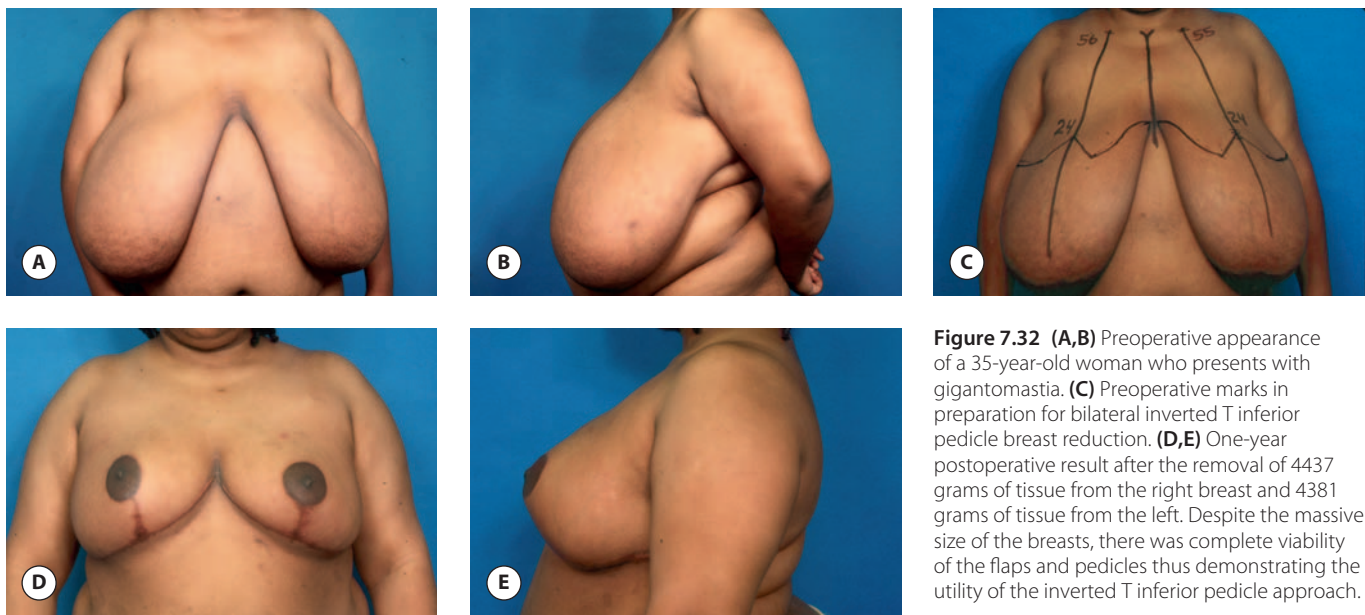 A
B
56
55
24
24
C
D
E
Figure 7.32 (A,B) Preoperative appearance
of a 35-year-old woman who presents with
gigantomastia. (C) Preoperative marks in
preparation for bilateral inverted T inferior
pedicle breast reduction. (D,E) One-year
postoperative result after the removal of 4437
grams of tissue from the right breast and 4381
grams of tissue from the left. Despite the massive
size of the breasts, there was complete viability
of the flaps and pedicles thus demonstrating the
utility of the inverted T inferior pedicle approach.